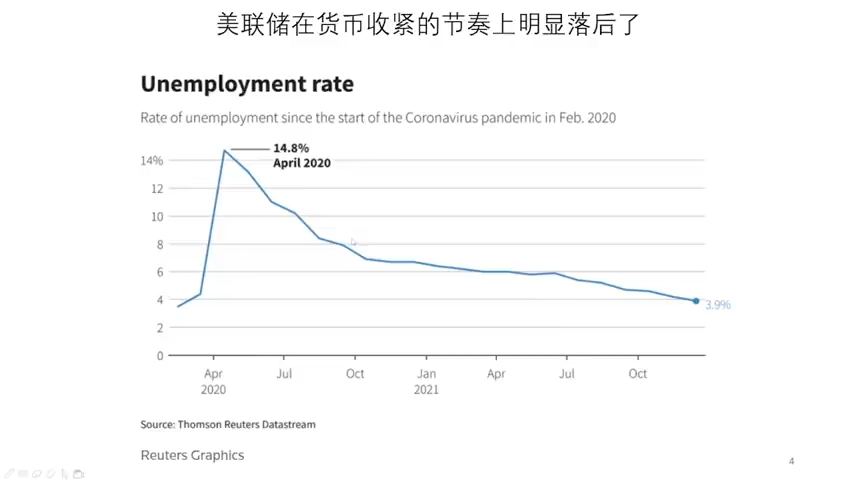 美联储在货币收紧的节奏上明显落后了
Unemployment rate
Rate of unemployment since the start of the Coronavirus pandemic in Feb. 2020
14.8%
April 2020
14%
12
10
8
6
4
2
0
3.9%
Apr Jul Oct Jan Apr Jul Oct
2020 2021
Source: Thomson Reuters Datastream
Reuters Graphics
4